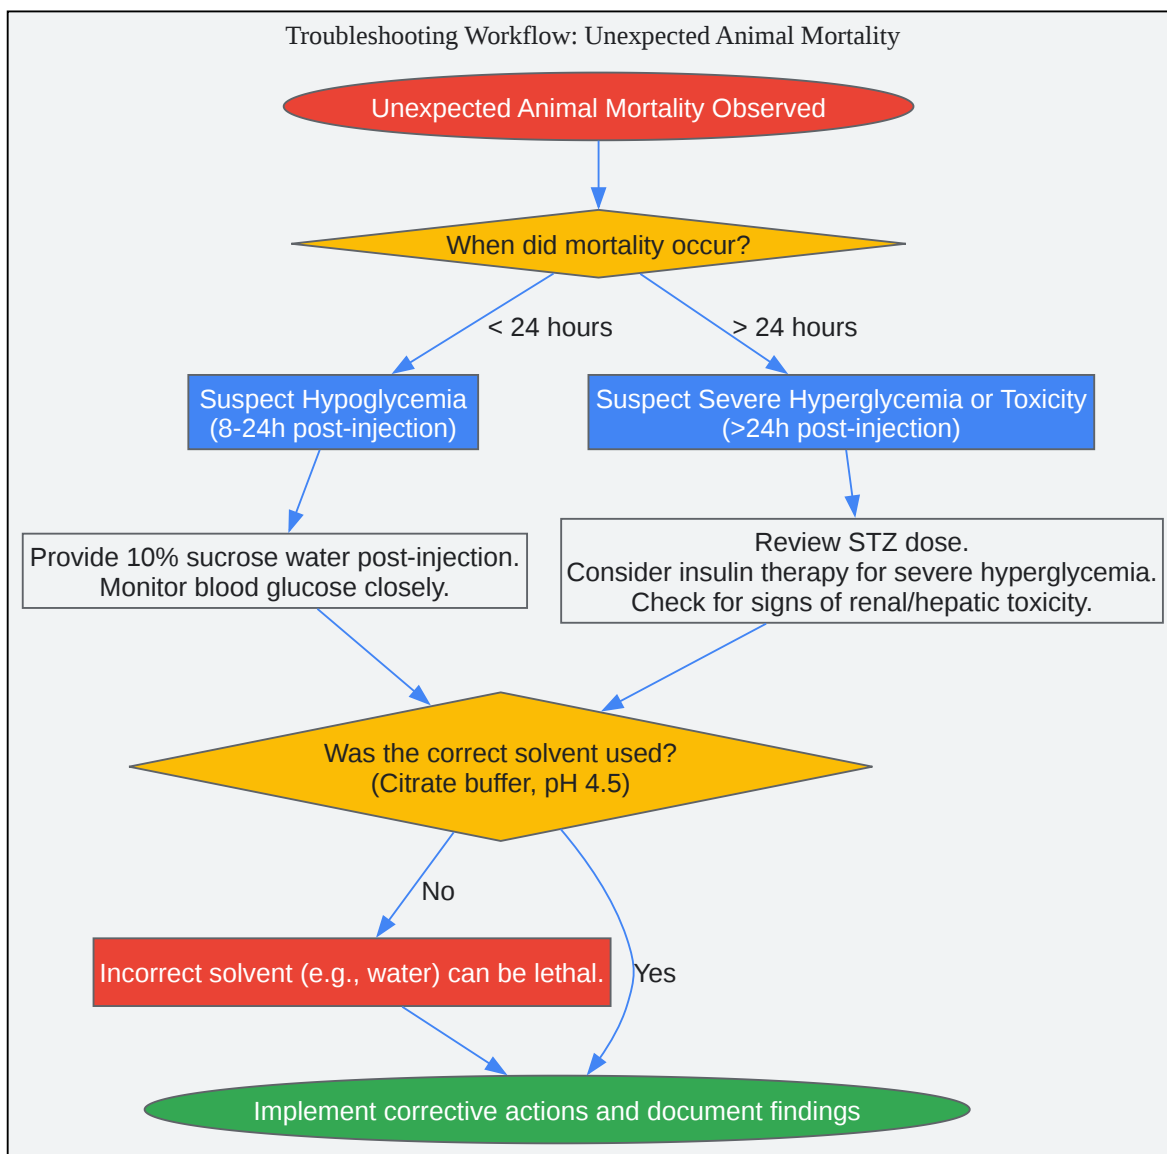 Troubleshooting Workflow: Unexpected Animal Mortality
Unexpected Animal Mortality Observed
When did mortality occur?
< 24 hours
> 24 hours
Suspect Hypoglycemia
(8-24h post-injection)
Suspect Severe Hyperglycemia or Toxicity
(>24h post-injection)
Provide 10% sucrose water post-injection.
Monitor blood glucose closely.
Review STZ dose.
Consider insulin therapy for severe hyperglycemia.
Check for signs of renal/hepatic toxicity.
Was the correct solvent used?
(Citrate buffer, pH 4.5)
No
Incorrect solvent (e.g., water) can be lethal.
Yes
Implement corrective actions and document findings